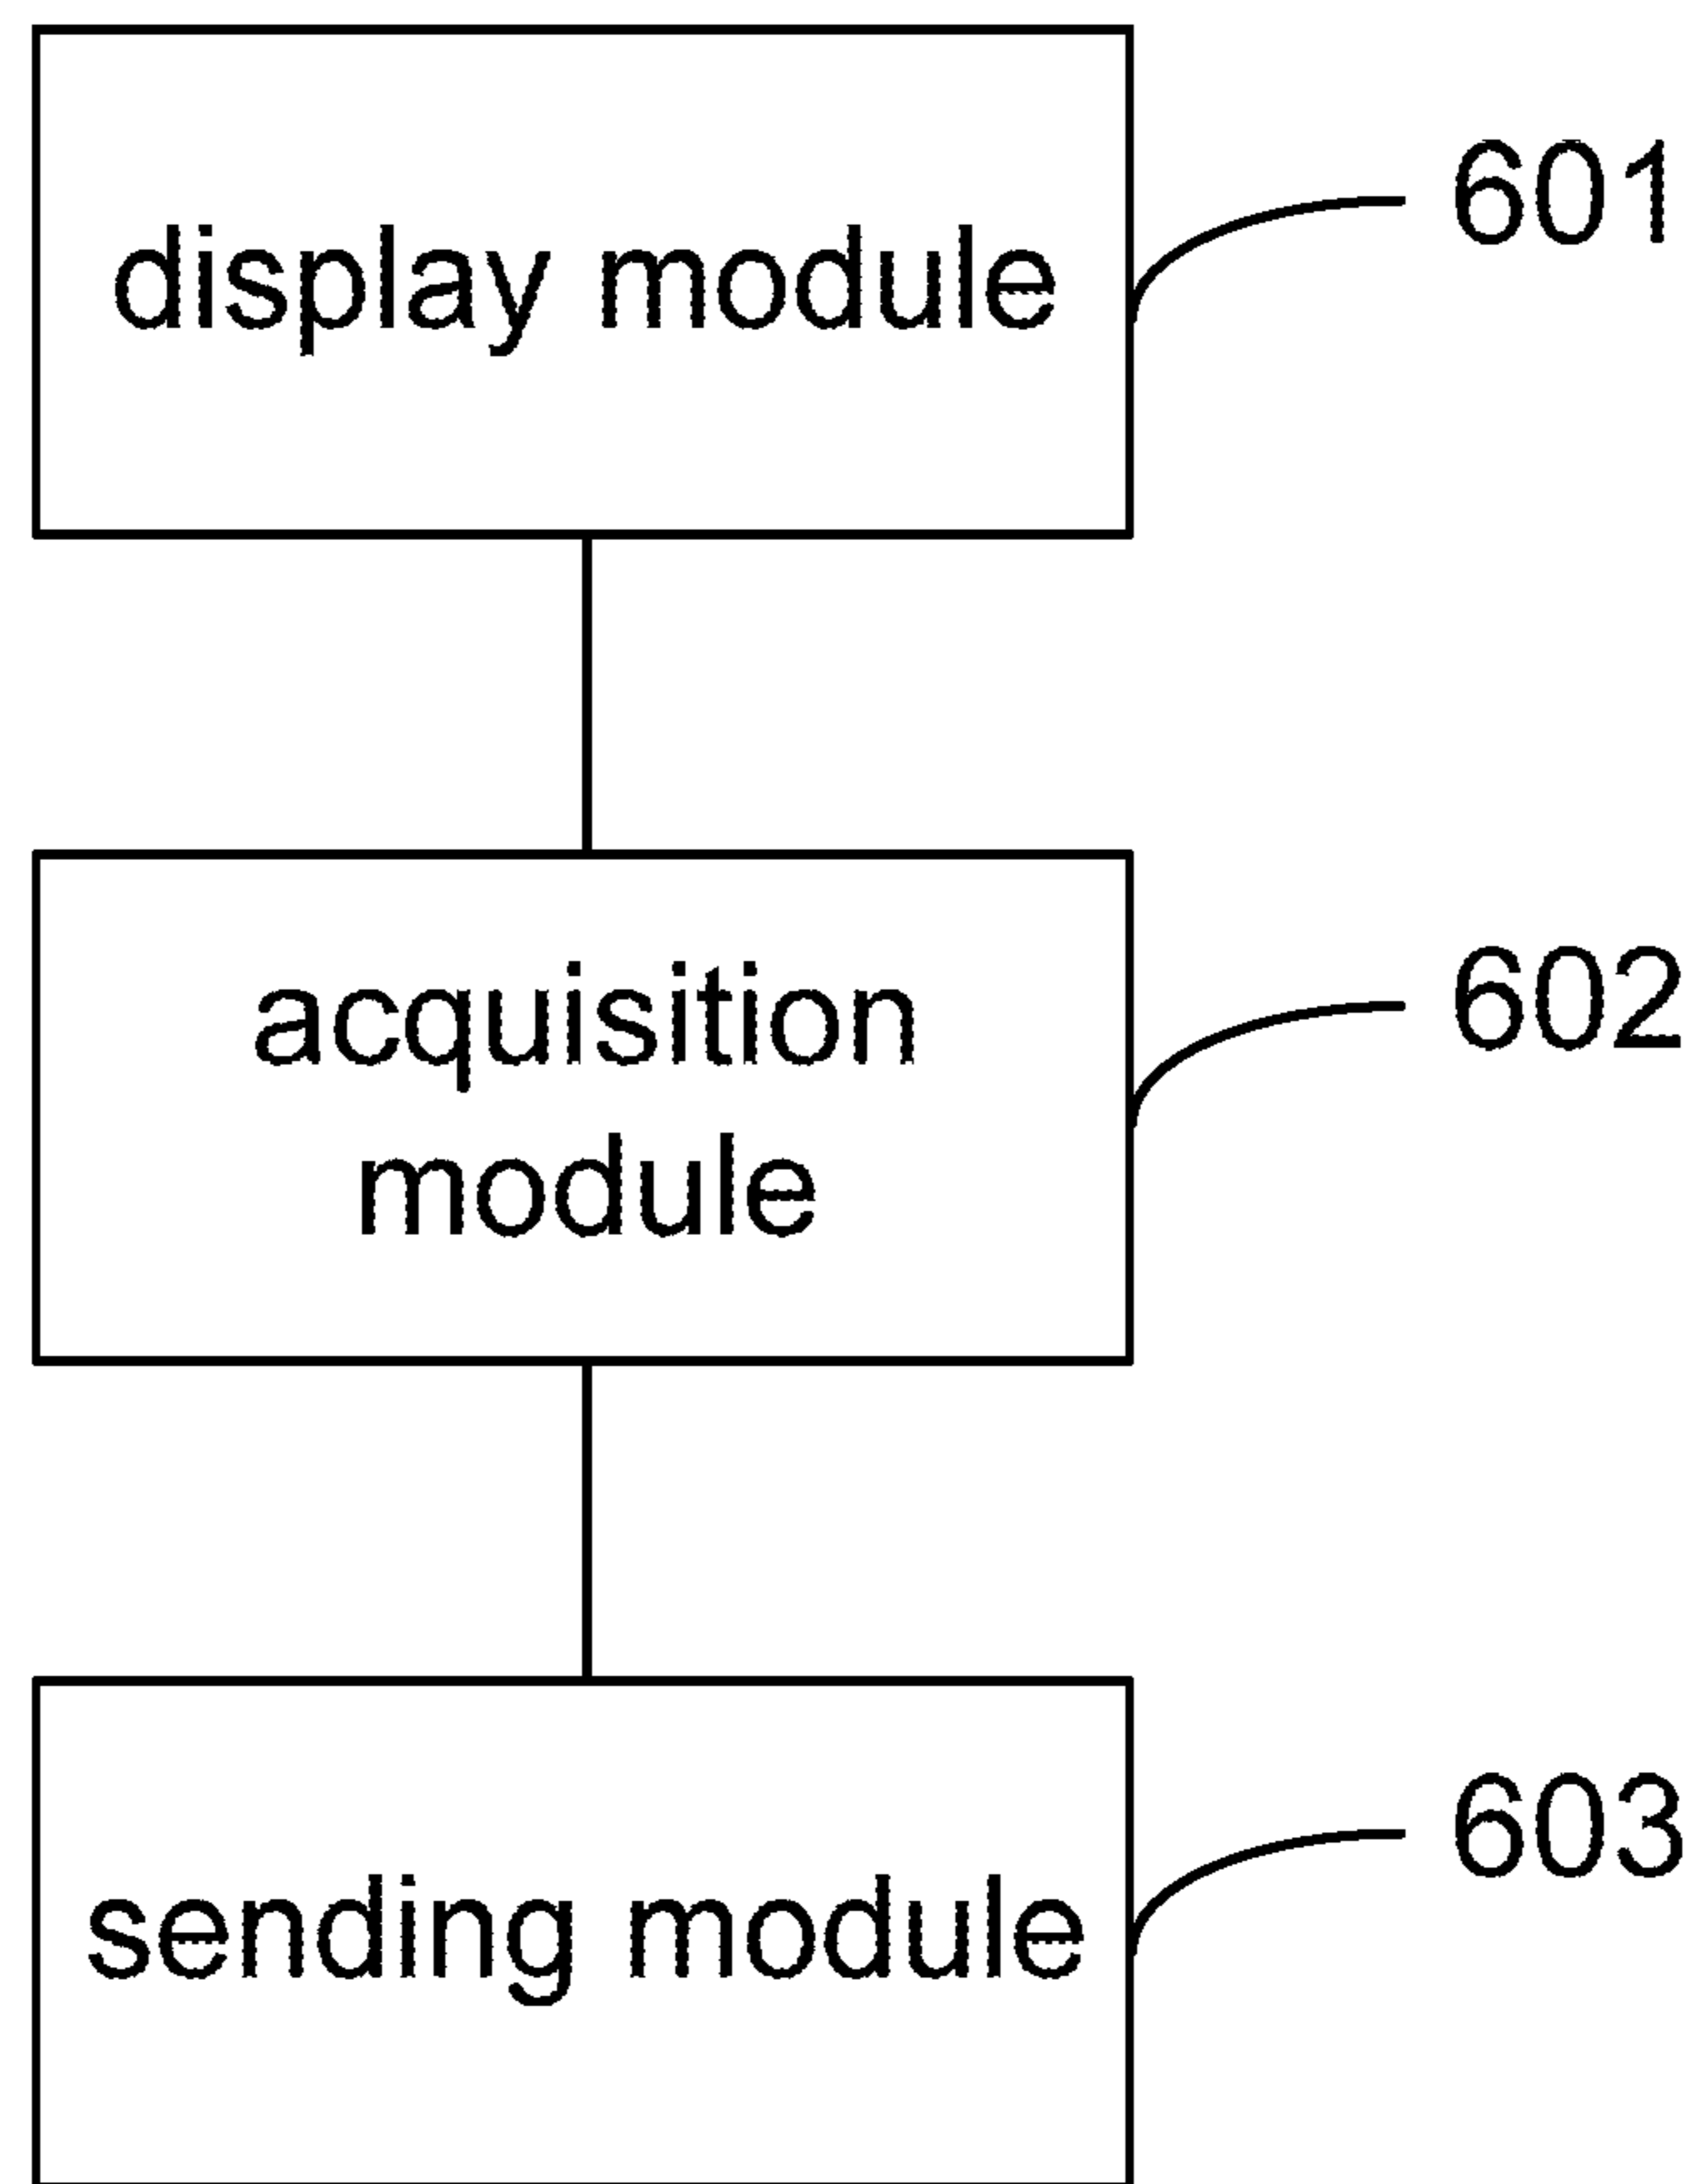 display module
601
acquisition
module
602
sending module
603